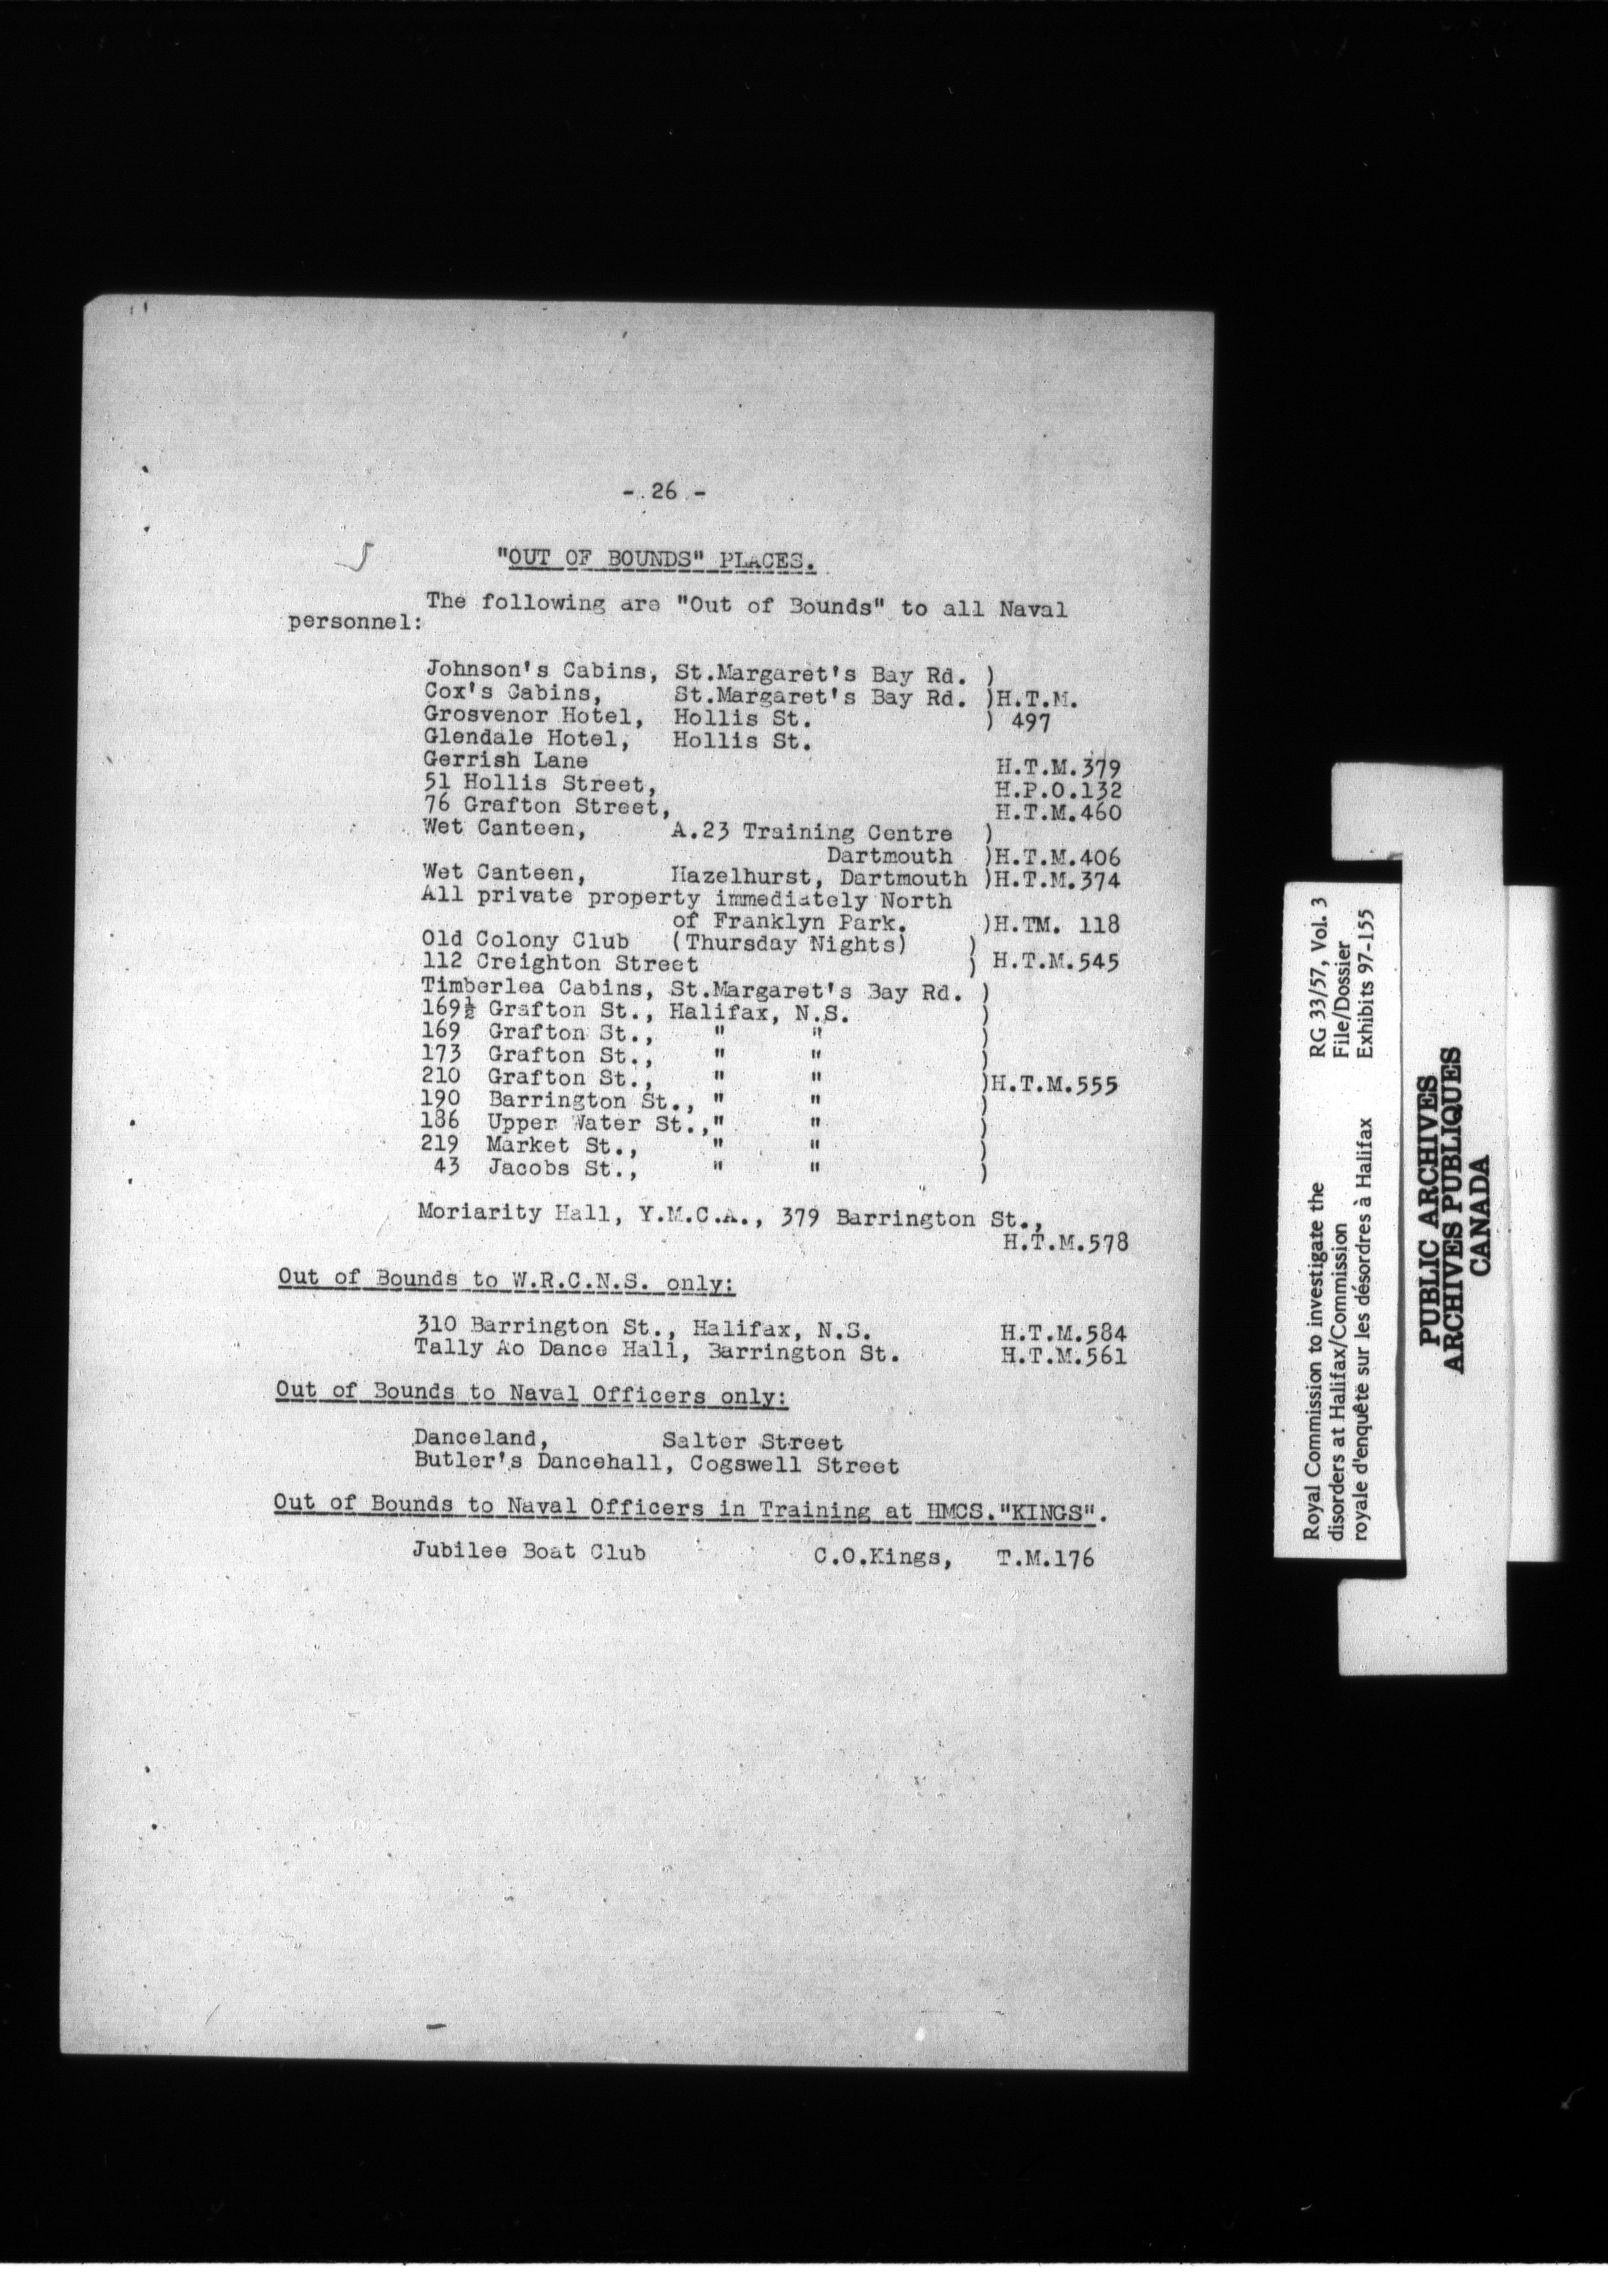 - 26 -
"OUT OF BOUNDS" PLACES.
The following are "Out of Bounds" to all Naval
personnel:
Johnson's Cabins, St.Margaret's Bay Rd. )
Cox's Cabins, St.Margaret's Bay Rd. )H.T.M.
Grosvenor Hotel, Hollis St. ) 497
Glendale Hotel, Hollis St.
Gerrish Lane H.T.M.379
51 Hollis Street, H.P.O.132
76 Grafton Street, H.T.M.460
Wet Canteen, A.23 Training Centre )
Dartmouth )H.T.M.406
Wet Canteen, Hazelhurst, Dartmouth )H.T.M.374
All private property immediately North
of Franklyn Park. )H.TM. 118
Old Colony Club (Thursday Nights) )
112 Creighton Street ) H.T.M.545
Timberlea Cabins, St.Margaret's Bay Rd. )
169½ Grafton St., Halifax, N.S. )
169 Grafton St., " " )
173 Grafton St., " " )
210 Grafton St., " " )H.T.M.555
190 Barrington St., " " )
186 Upper Water St.," " )
219 Market St., " " )
43 Jacobs St., " " )
Moriarity Hall, Y.M.C.A., 379 Barrington St.,
H.T.M.578
Out of Bounds to W.R.C.N.S. only:
310 Barrington St., Halifax, N.S. H.T.M.584
Tally Ao Dance Hall, Barrington St. H.T.M.561
Out of Bounds to Naval Officers only:
Danceland, Salter Street
Butler's Dancehall, Cogswell Street
Out of Bounds to Naval Officers in Training at HMCS."KINGS".
Jubilee Boat Club C.O.Kings, T.M.176
Royal Commission to investigate the RG 33/57, Vol. 3
disorders at Halifax/Commission File/Dossier
royale d'enquête sur les désordres à Halifax Exhibits 97-155
PUBLIC ARCHIVES
ARCHIVES PUBLIQUES
CANADA